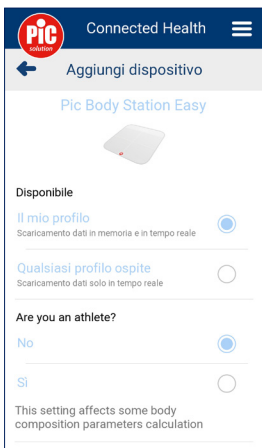 Pic
solution
Connected Health
Aggiungi dispositivo
Pic Body Station Easy
Disponibile
Il mio profilo
Scaricamento dati in memoria e in tempo reale
Qualsiasi profilo ospite
Scaricamento dati solo in tempo reale
Are you an athlete?
No
Sì
This setting affects some body
composition parameters calculation